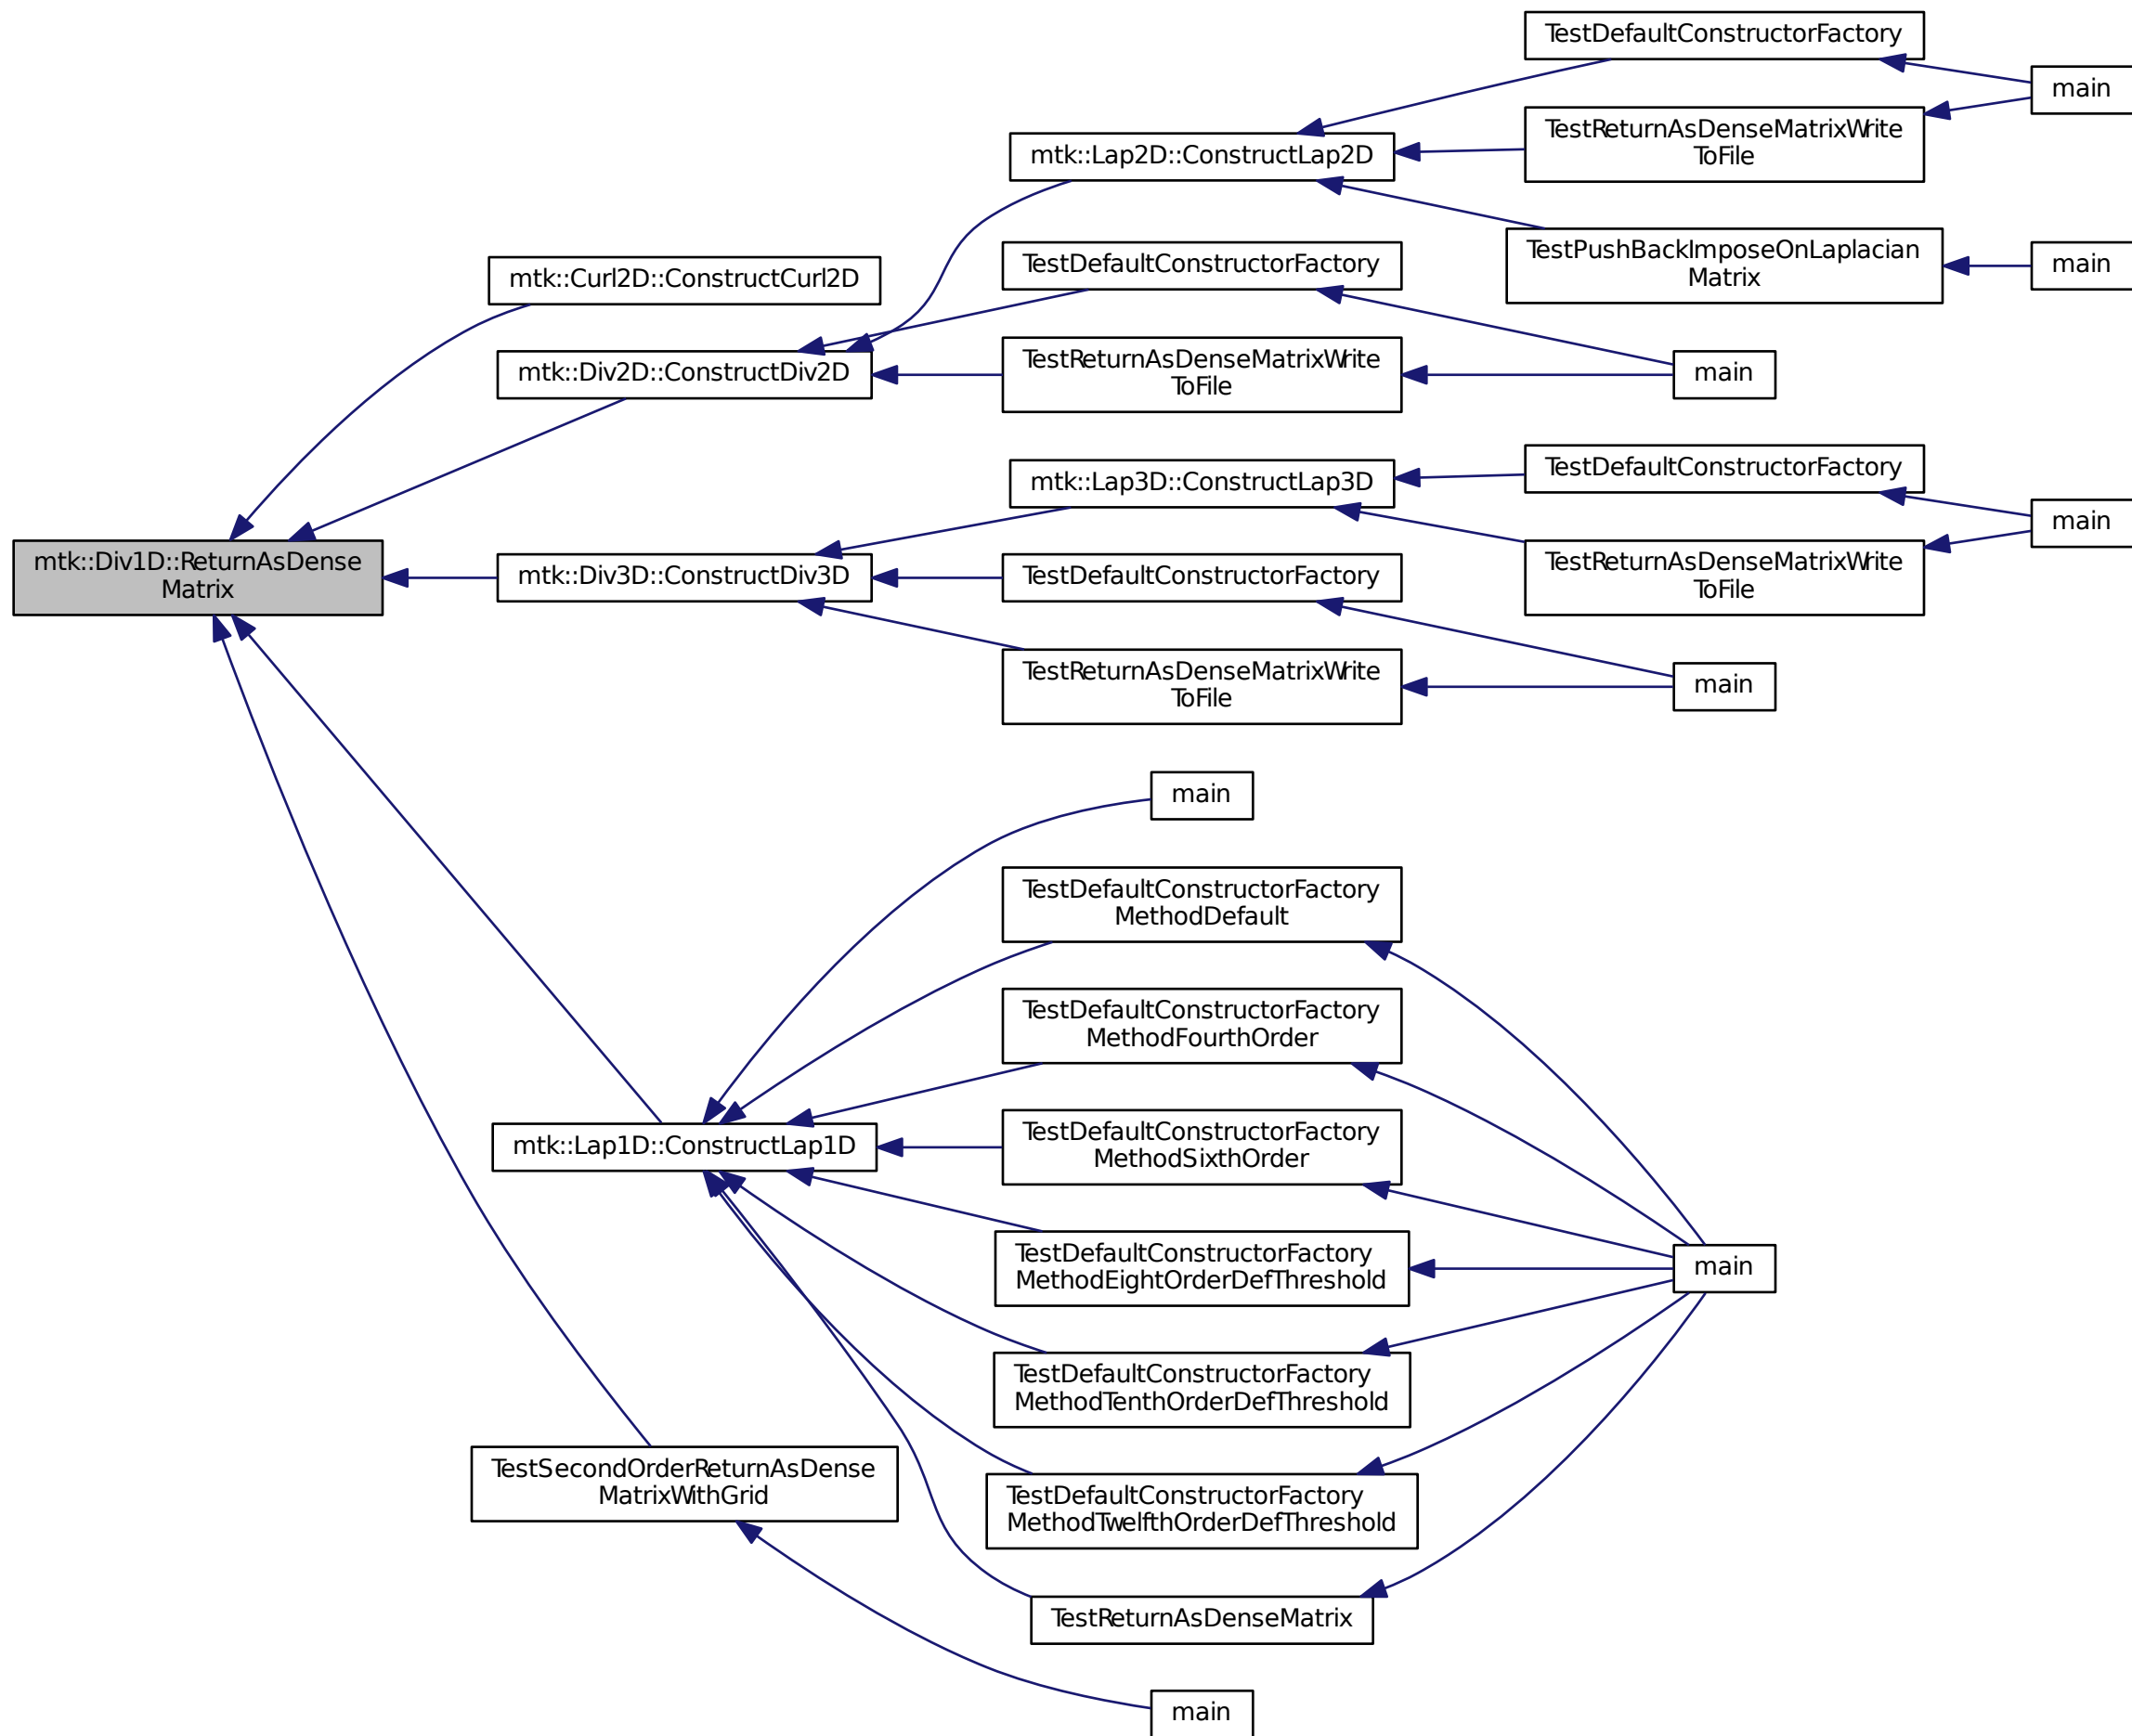 TestDefaultConstructorFactory
main
TestReturnAsDenseMatrixWrite
ToFile
mtk::Lap2D::ConstructLap2D
TestPushBackImposeOnLaplacian
Matrix
main
mtk::Curl2D::ConstructCurl2D
TestDefaultConstructorFactory
mtk::Div2D::ConstructDiv2D
TestReturnAsDenseMatrixWrite
ToFile
main
mtk::Lap3D::ConstructLap3D
TestDefaultConstructorFactory
main
mtk::Div1D::ReturnAsDense
Matrix
mtk::Div3D::ConstructDiv3D
TestDefaultConstructorFactory
TestReturnAsDenseMatrixWrite
ToFile
TestReturnAsDenseMatrixWrite
ToFile
main
main
TestDefaultConstructorFactory
MethodDefault
TestDefaultConstructorFactory
MethodFourthOrder
mtk::Lap1D::ConstructLap1D
TestDefaultConstructorFactory
MethodSixthOrder
TestDefaultConstructorFactory
MethodEightOrderDefThreshold
main
TestDefaultConstructorFactory
MethodTenthOrderDefThreshold
TestSecondOrderReturnAsDense
MatrixWithGrid
TestDefaultConstructorFactory
MethodTwelfthOrderDefThreshold
TestReturnAsDenseMatrix
main